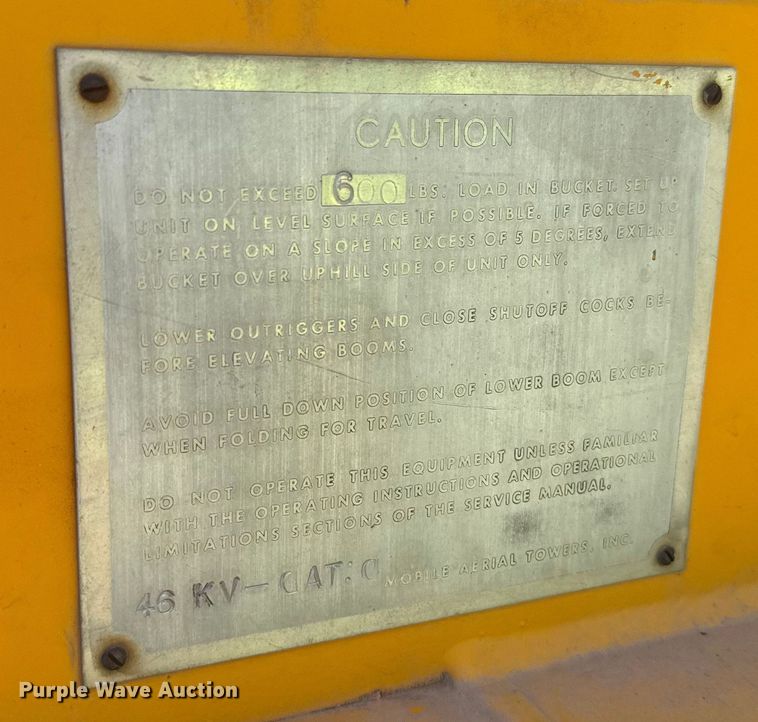 CAUTION
DO NOT EXCEED 600 LBS. LOAD IN BUCKET. SET UP
UNIT ON LEVEL SURFACE IF POSSIBLE. IF FORCED TO
OPERATE ON A SLOPE IN EXCESS OF 5 DEGREES, EXTEND
BUCKET OVER UPHILL SIDE OF UNIT ONLY.
LOWER OUTRIGGERS AND CLOSE SHUTOFF COCKS BE-
FORE ELEVATING BOOMS.
AVOID FULL DOWN POSITION OF LOWER BOOM EXCEPT
WHEN FOLDING FOR TRAVEL.
DO NOT OPERATE THIS EQUIPMENT UNLESS FAMILIAR
WITH THE OPERATING INSTRUCTIONS AND OPERATIONAL
LIMITATIONS SECTIONS OF THE SERVICE MANUAL.
46 KV-CAT:C MOBILE AERIAL TOWERS, INC.
Purple Wave Auction